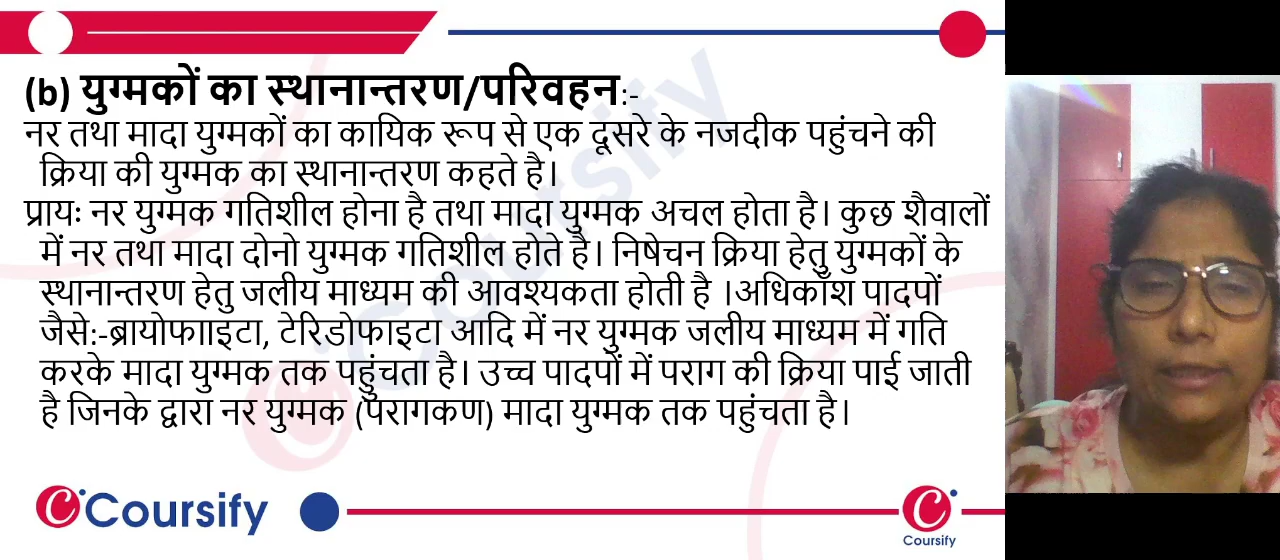 (b) युग्मकों का स्थानान्तरण/परिवहन:-
नर तथा मादा युग्मकों का कायिक रूप से एक दूसरे के नजदीक पहुंचने की
क्रिया की युग्मक का स्थानान्तरण कहते है।
प्रायः नर युग्मक गतिशील होना है तथा मादा युग्मक अचल होता है। कुछ शैवालों
में नर तथा मादा दोनो युग्मक गतिशील होते है। निषेचन क्रिया हेतु युग्मकों के
स्थानान्तरण हेतु जलीय माध्यम की आवश्यकता होती है ।अधिकाँश पादपों
जैसे:-ब्रायोफााइटा, टेरिडोफाइटा आदि में नर युग्मक जलीय माध्यम में गति
करके मादा युग्मक तक पहुंचता है। उच्च पादपों में पराग की क्रिया पाई जाती
है जिनके द्वारा नर युग्मक (परागकण) मादा युग्मक तक पहुंचता है।
Coursify
Coursify
Coursify